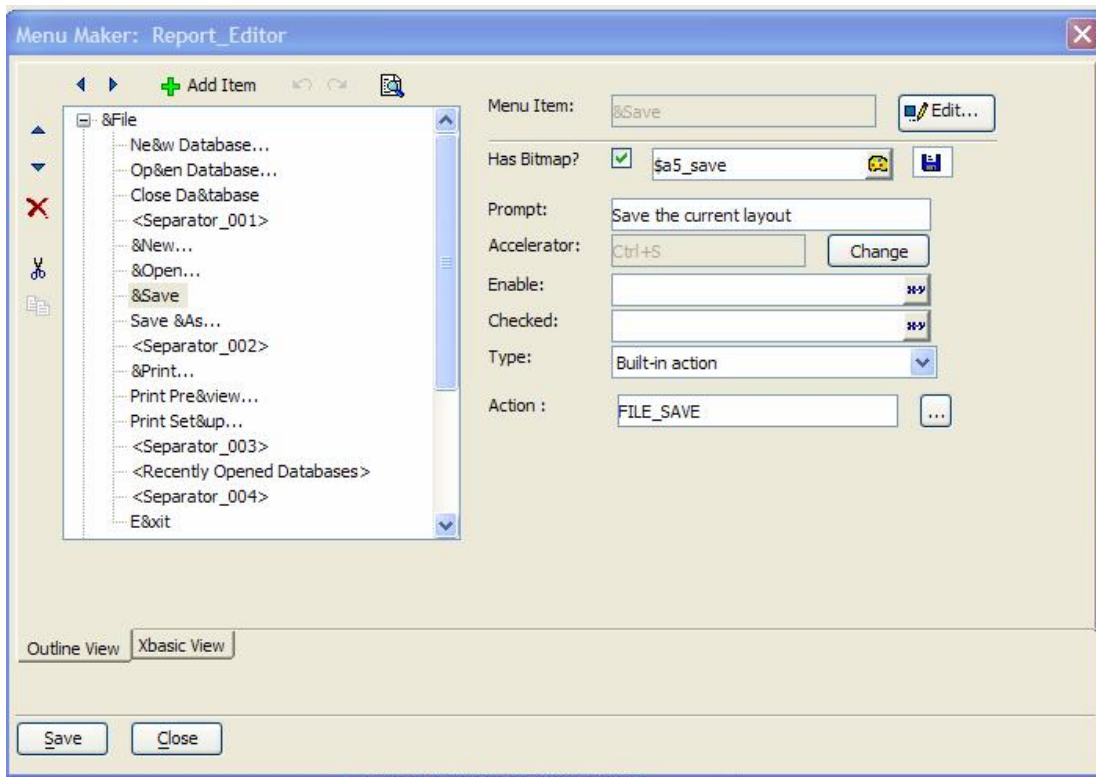 Menu Maker: Report_Editor
Add Item
&File
Ne&w Database...
Op&en Database...
Close Da&tabase
<Separator_001>
&New...
&Open...
&Save
Save &As...
<Separator_002>
&Print...
Print Pre&view...
Print Set&up...
<Separator_003>
<Recently Opened Databases>
<Separator_004>
E&xit
Menu Item: &Save Edit...
Has Bitmap? $a5_save
Prompt: Save the current layout
Accelerator: Ctrl+S Change
Enable: x-y
Checked: x-y
Type: Built-in action
Action : FILE_SAVE ...
Outline View Xbasic View
Save Close